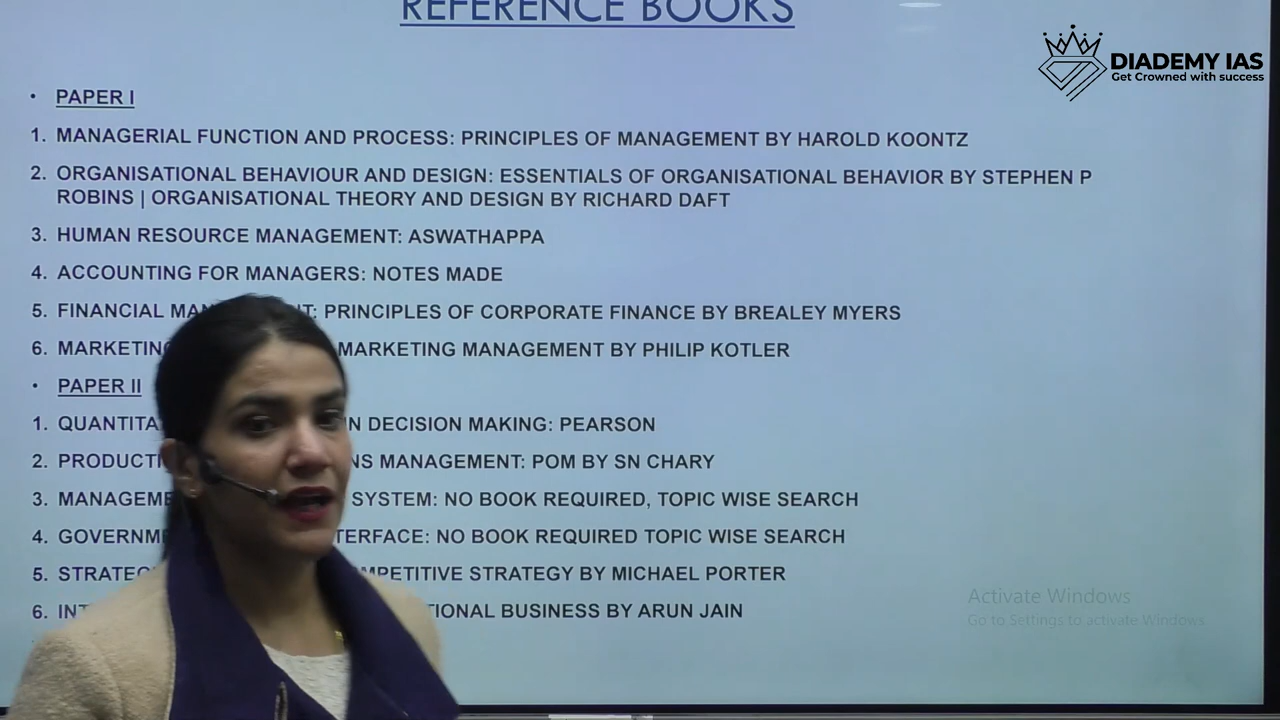 REFERENCE BOOKS
DIADEMY IAS
Get Crowned with success
• PAPER I
1. MANAGERIAL FUNCTION AND PROCESS: PRINCIPLES OF MANAGEMENT BY HAROLD KOONTZ
2. ORGANISATIONAL BEHAVIOUR AND DESIGN: ESSENTIALS OF ORGANISATIONAL BEHAVIOR BY STEPHEN P
ROBINS | ORGANISATIONAL THEORY AND DESIGN BY RICHARD DAFT
3. HUMAN RESOURCE MANAGEMENT: ASWATHAPPA
4. ACCOUNTING FOR MANAGERS: NOTES MADE
5. FINANCIAL MAN T: PRINCIPLES OF CORPORATE FINANCE BY BREALEY MYERS
6. MARKETING MARKETING MANAGEMENT BY PHILIP KOTLER
• PAPER II
1. QUANTITA N DECISION MAKING: PEARSON
2. PRODUCTI NS MANAGEMENT: POM BY SN CHARY
3. MANAGEME SYSTEM: NO BOOK REQUIRED, TOPIC WISE SEARCH
4. GOVERNM TERFACE: NO BOOK REQUIRED TOPIC WISE SEARCH
5. STRATEG MPETITIVE STRATEGY BY MICHAEL PORTER
6. INT TIONAL BUSINESS BY ARUN JAIN
Activate Windows
Go to Settings to activate Windows.